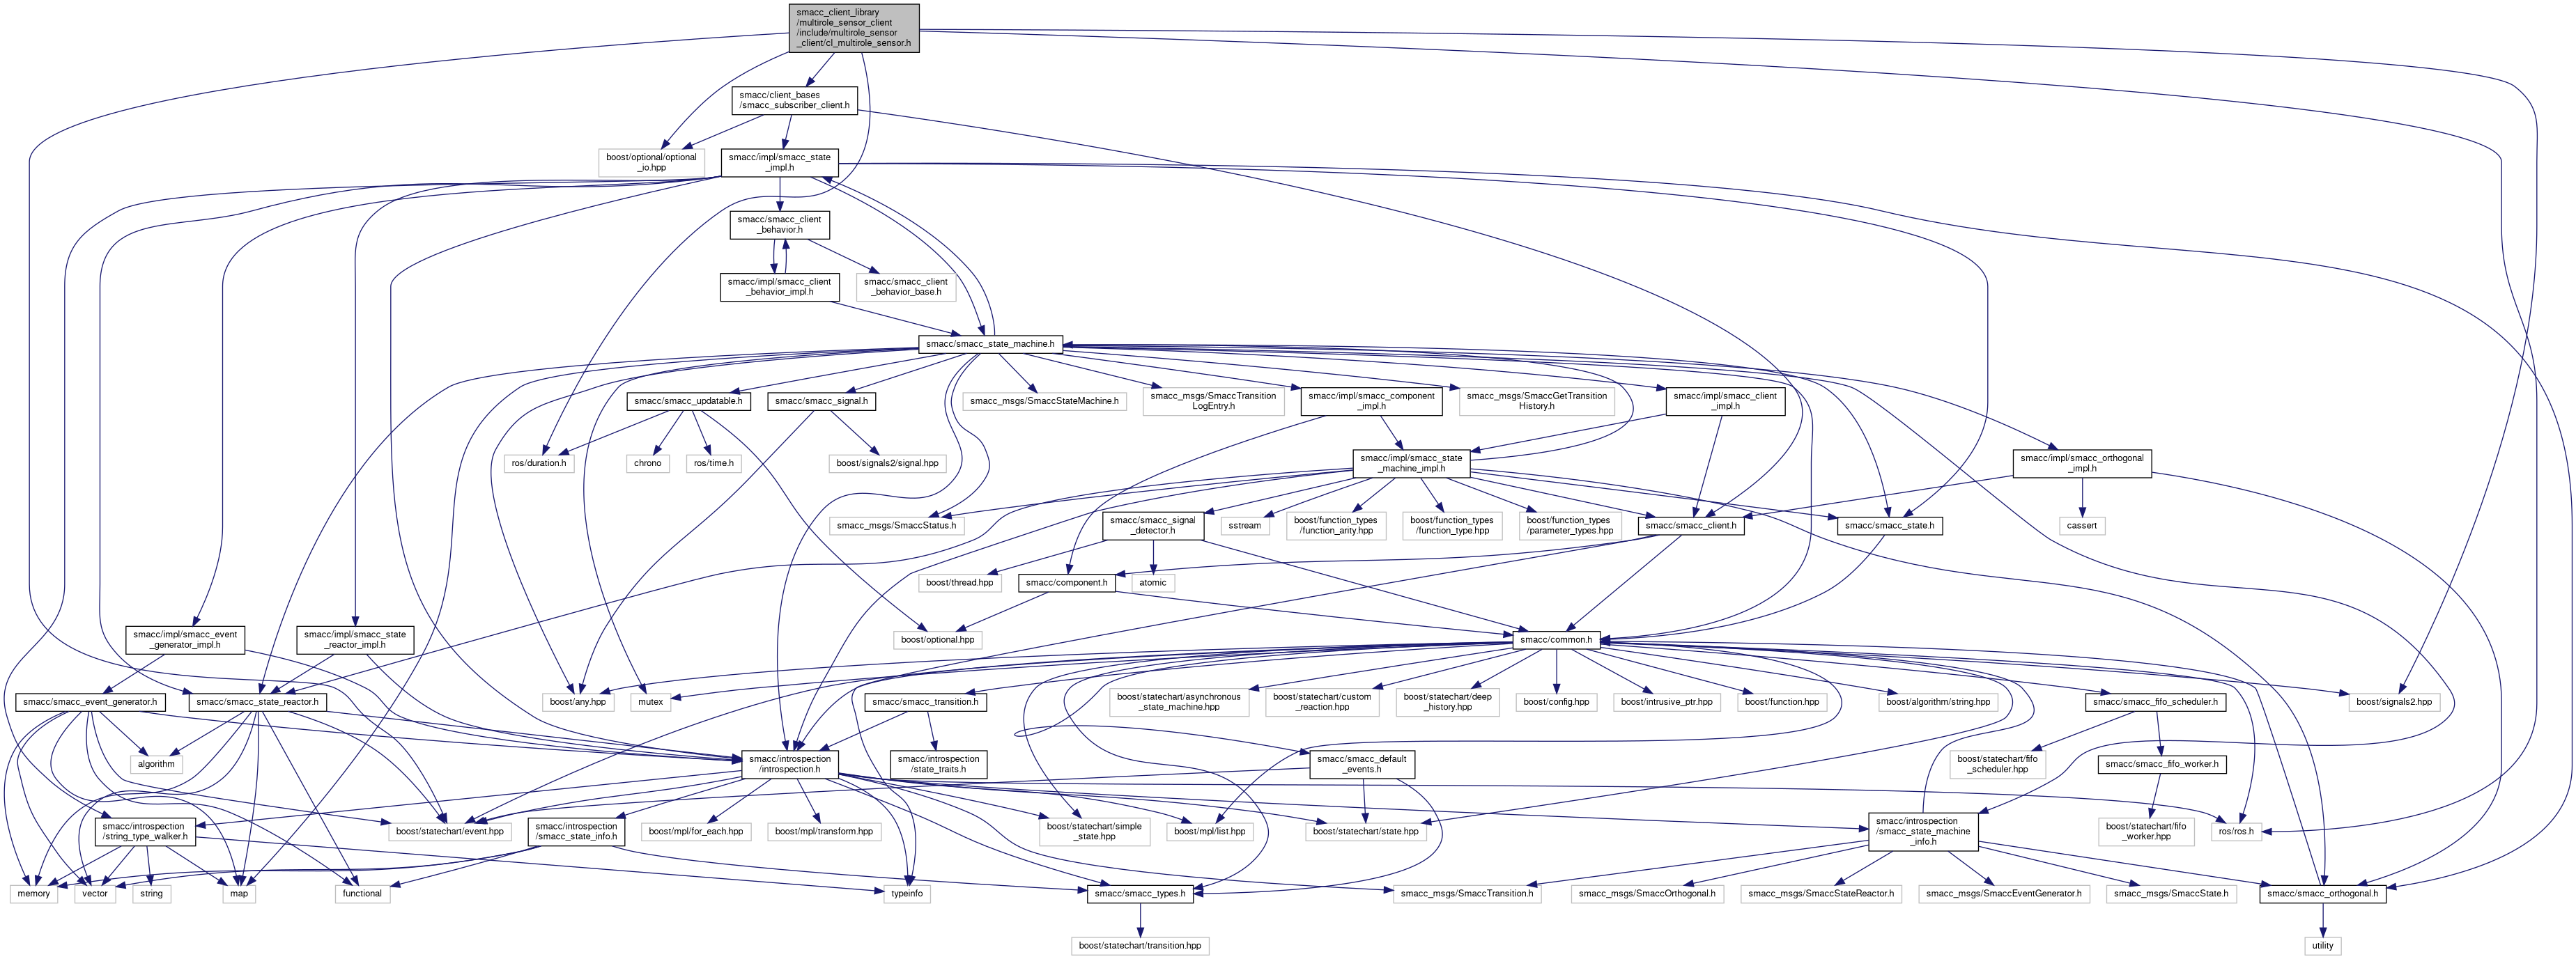 smacc_client_library
/multirole_sensor_client
/include/multirole_sensor
_client/cl_multirole_sensor.h
smacc/client_bases
/smacc_subscriber_client.h
boost/optional/optional
_io.hpp
smacc/impl/smacc_state
_impl.h
smacc/smacc_client
_behavior.h
smacc/impl/smacc_client
_behavior_impl.h
smacc/smacc_client
_behavior_base.h
smacc/smacc_state_machine.h
smacc/smacc_updatable.h
smacc/smacc_signal.h
smacc_msgs/SmaccStateMachine.h
smacc_msgs/SmaccTransition
LogEntry.h
smacc/impl/smacc_component
_impl.h
smacc_msgs/SmaccGetTransition
History.h
smacc/impl/smacc_client
_impl.h
ros/duration.h
chrono
ros/time.h
boost/signals2/signal.hpp
smacc/impl/smacc_state
_machine_impl.h
smacc/impl/smacc_orthogonal
_impl.h
smacc_msgs/SmaccStatus.h
smacc/smacc_signal
_detector.h
sstream
boost/function_types
/function_arity.hpp
boost/function_types
/function_type.hpp
boost/function_types
/parameter_types.hpp
smacc/smacc_client.h
smacc/smacc_state.h
cassert
boost/thread.hpp
smacc/component.h
atomic
smacc/impl/smacc_event
_generator_impl.h
smacc/impl/smacc_state
_reactor_impl.h
boost/optional.hpp
smacc/common.h
smacc/smacc_event_generator.h
smacc/smacc_state_reactor.h
boost/any.hpp
mutex
smacc/smacc_transition.h
boost/statechart/asynchronous
_state_machine.hpp
boost/statechart/custom
_reaction.hpp
boost/statechart/deep
_history.hpp
boost/config.hpp
boost/intrusive_ptr.hpp
boost/function.hpp
boost/algorithm/string.hpp
smacc/smacc_fifo_scheduler.h
boost/signals2.hpp
algorithm
smacc/introspection
/introspection.h
smacc/introspection
/state_traits.h
smacc/smacc_default
_events.h
boost/statechart/fifo
_scheduler.hpp
smacc/smacc_fifo_worker.h
smacc/introspection
/string_type_walker.h
boost/statechart/event.hpp
smacc/introspection
/smacc_state_info.h
boost/mpl/for_each.hpp
boost/mpl/transform.hpp
boost/statechart/simple
_state.hpp
boost/mpl/list.hpp
boost/statechart/state.hpp
smacc/introspection
/smacc_state_machine
_info.h
boost/statechart/fifo
_worker.hpp
ros/ros.h
memory
vector
string
map
functional
typeinfo
smacc/smacc_types.h
smacc_msgs/SmaccTransition.h
smacc_msgs/SmaccOrthogonal.h
smacc_msgs/SmaccStateReactor.h
smacc_msgs/SmaccEventGenerator.h
smacc_msgs/SmaccState.h
smacc/smacc_orthogonal.h
boost/statechart/transition.hpp
utility